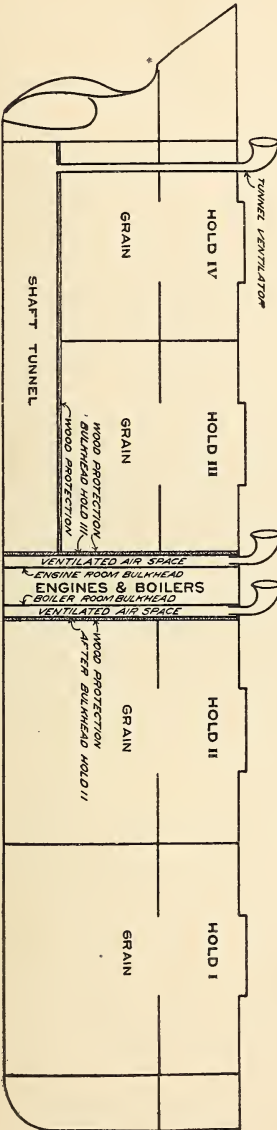 TUNNEL VENTILATOR
HOLD IV
HOLD III
HOLD II
HOLD I
GRAIN
GRAIN
GRAIN
GRAIN
SHAFT TUNNEL
WOOD PROTECTION
BULKHEAD HOLD III
WOOD PROTECTION
VENTILATED AIR SPACE
ENGINE ROOM BULKHEAD
ENGINES & BOILERS
BOILER ROOM BULKHEAD
VENTILATED AIR SPACE
WOOD PROTECTION
AFTER BULKHEAD HOLD II